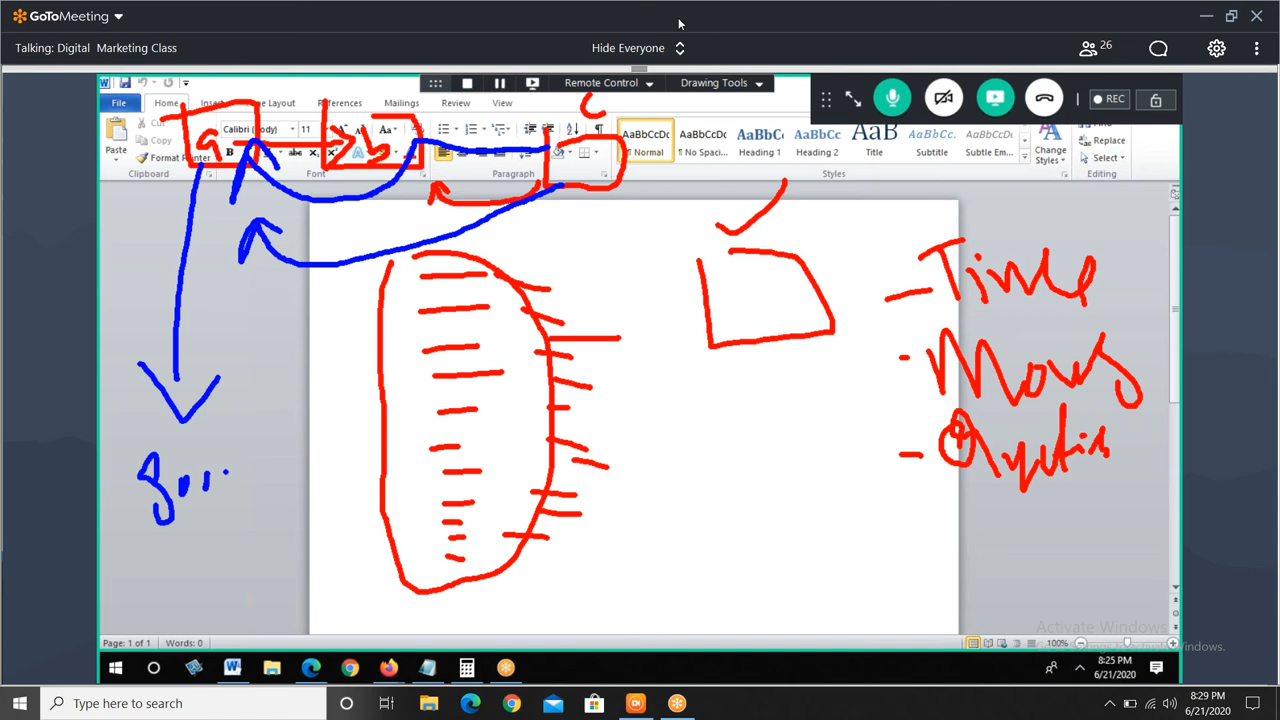 GoToMeeting
Talking: Digital Marketing Class
Hide Everyone
26
Remote Control
Drawing Tools
REC
File
Home
Insert
Layout
References
Mailings
Review
View
Cut
Copy
Format Painter
Paste
Clipboard
Calibri (Body)
11
Aa
B
abc
Font
Paragraph
AaBbCcDc
AaBbCcDc
AaBbCc
AaBbCc
AaB
AaBbCc.
AaBbCcDc
Normal
No Spaci...
Heading 1
Heading 2
Title
Subtitle
Subtle Em...
Styles
Change
Styles
Replace
Select
Editing
a
b
C
Time
Page: 1 of 1
Words: 0
100%
Activate Windows
8:25 PM
6/21/2020
Type here to search
8:29 PM
6/21/2020